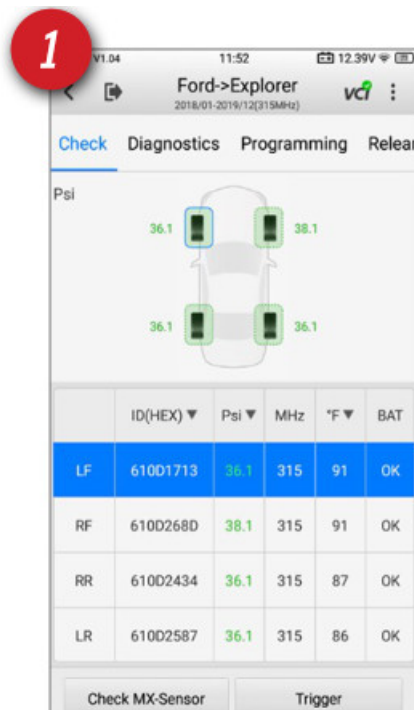 1
V1.04 11:52 12.39V
Ford->Explorer VCI
2018/01-2019/12(315MHz)
Check Diagnostics Programming Relear
Psi
36.1 38.1
36.1 36.1
ID(HEX) ▼ Psi ▼ MHz °F ▼ BAT
LF 610D1713 36.1 315 91 OK
RF 610D268D 38.1 315 91 OK
RR 610D2434 36.1 315 87 OK
LR 610D2587 36.1 315 86 OK
Check MX-Sensor Trigger